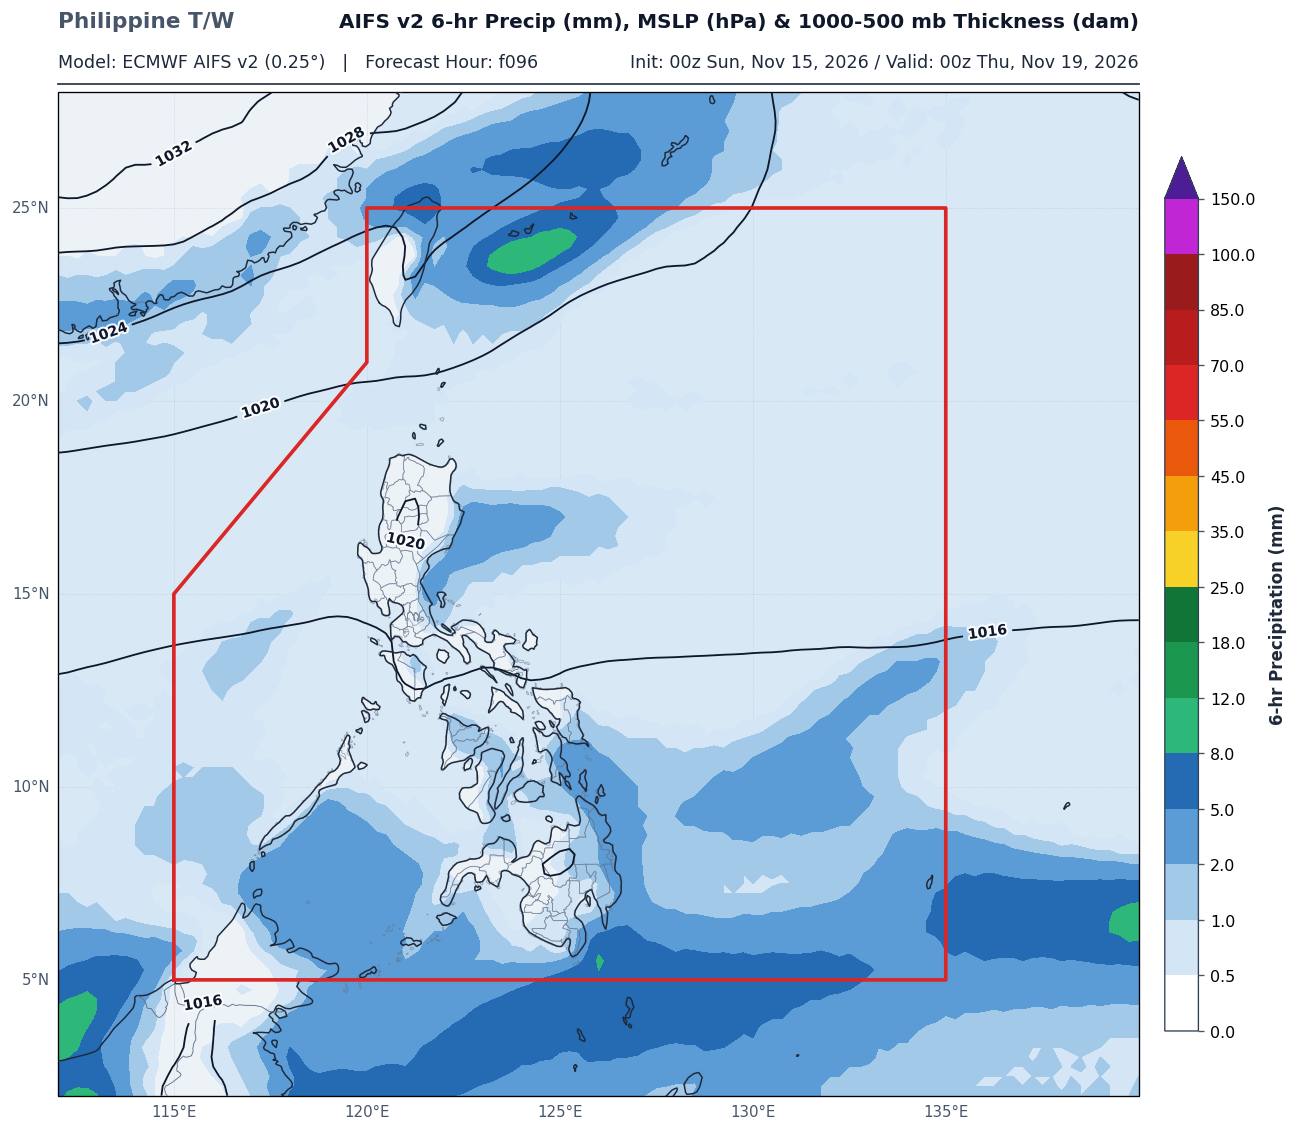 Philippine T/W
AIFS v2 6-hr Precip (mm), MSLP (hPa) & 1000-500 mb Thickness (dam)
Model: ECMWF AIFS v2 (0.25°) | Forecast Hour: f096
Init: 00z Sun, Nov 15, 2026 / Valid: 00z Thu, Nov 19, 2026
1032
1028
1024
1020
1020
1016
1016
25°N
20°N
15°N
10°N
5°N
115°E
120°E
125°E
130°E
135°E
150.0
100.0
85.0
70.0
55.0
45.0
35.0
25.0
18.0
12.0
8.0
5.0
2.0
1.0
0.5
0.0
6-hr Precipitation (mm)